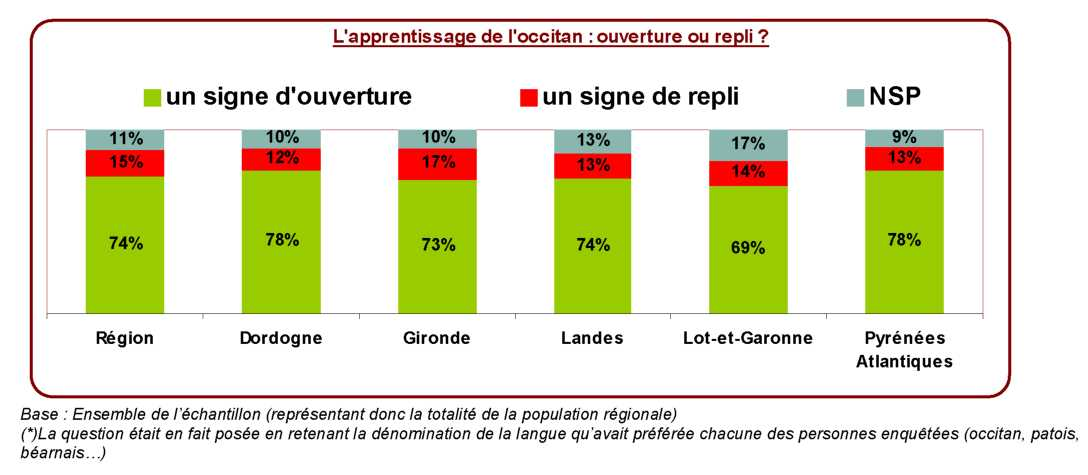 L'apprentissage de l'occitan : ouverture ou repli ?
un signe d'ouverture un signe de repli NSP
11% 10% 10% 13% 17% 9%
15% 12% 17% 13% 14% 13%
74% 78% 73% 74% 69% 78%
Région Dordogne Gironde Landes Lot-et-Garonne Pyrénées
Atlantiques
Base : Ensemble de l'échantillon (représentant donc la totalité de la population régionale)
(*)La question était en fait posée en retenant la dénomination de la langue qu'avait préférée chacune des personnes enquêtées (occitan, patois,
béarnais…)